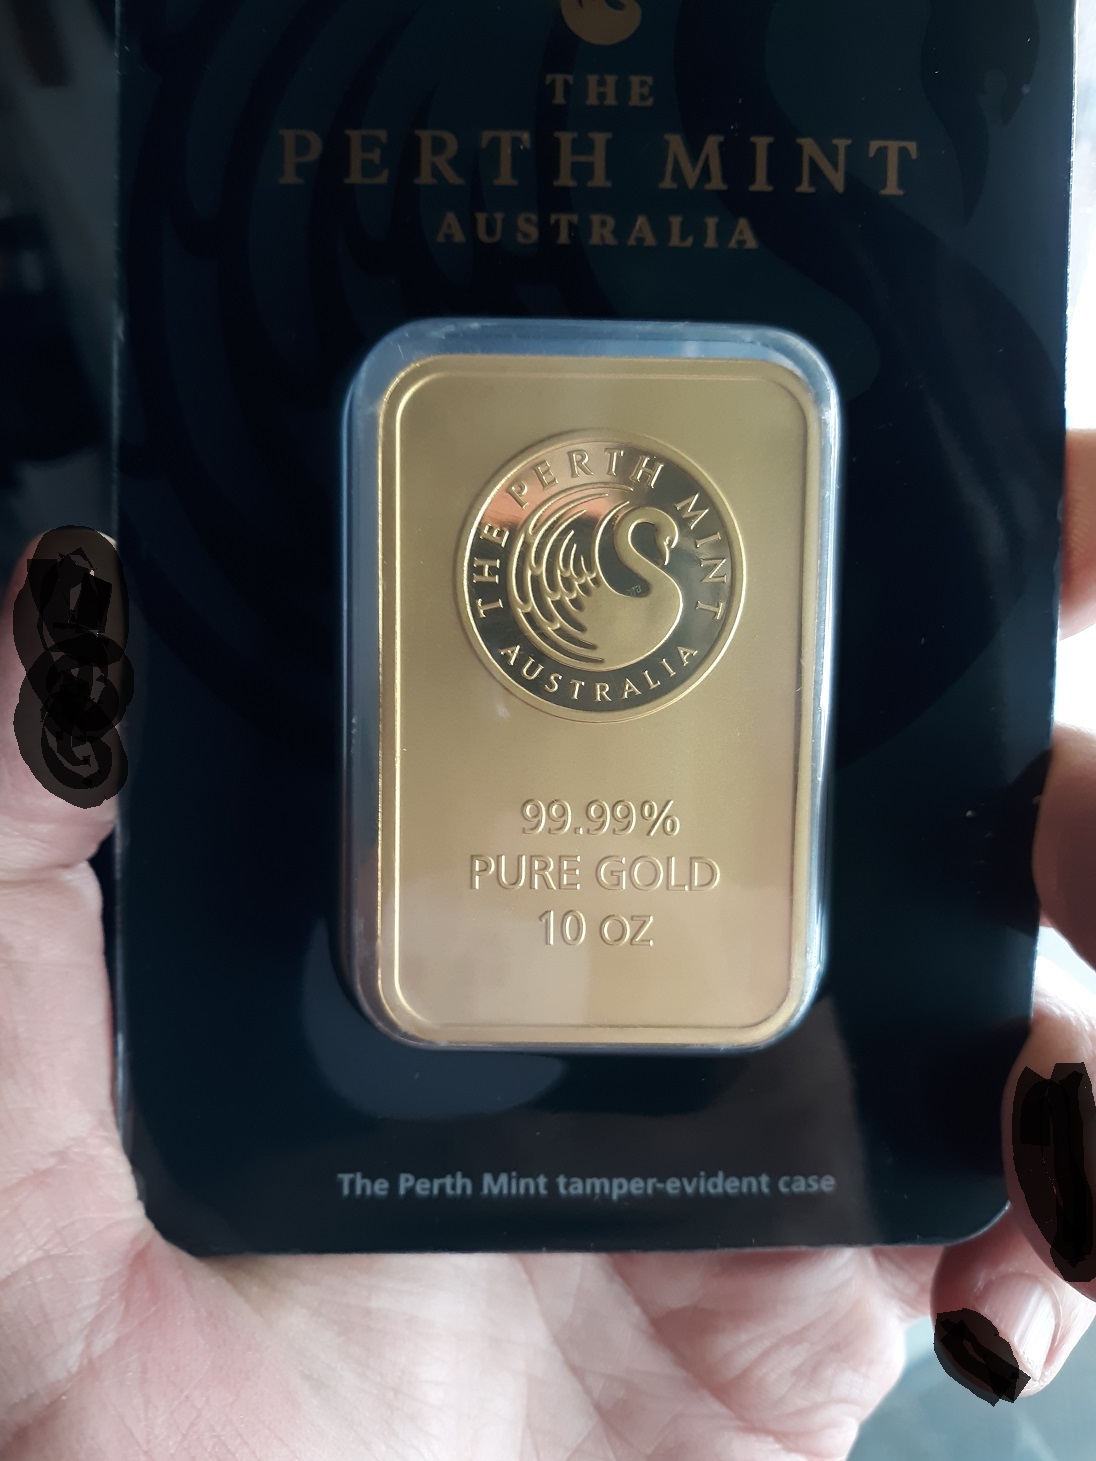 THE
PERTH MINT
AUSTRALIA
THE PERTH MINT
AUSTRALIA
99.99%
PURE GOLD
10 OZ
The Perth Mint tamper-evident case